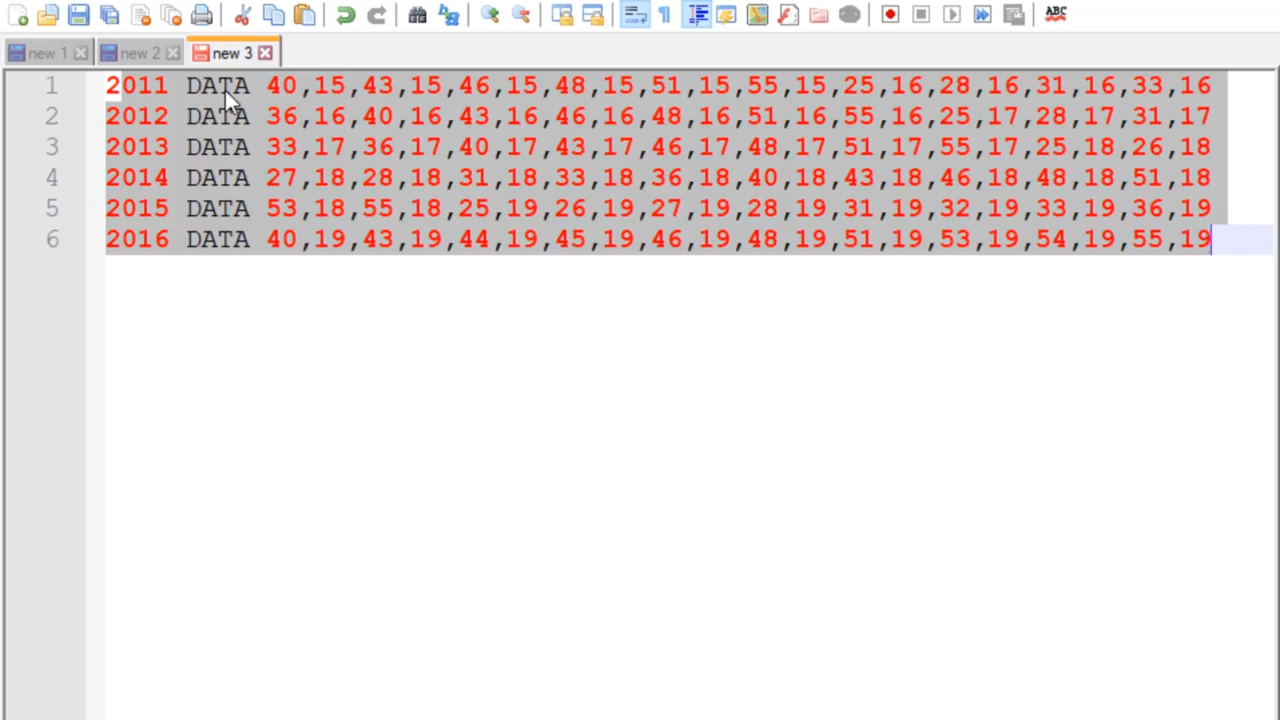 ABC
new 1 new 2 new 3
1 2011 DATA 40,15,43,15,46,15,48,15,51,15,55,15,25,16,28,16,31,16,33,16
2 2012 DATA 36,16,40,16,43,16,46,16,48,16,51,16,55,16,25,17,28,17,31,17
3 2013 DATA 33,17,36,17,40,17,43,17,46,17,48,17,51,17,55,17,25,18,26,18
4 2014 DATA 27,18,28,18,31,18,33,18,36,18,40,18,43,18,46,18,48,18,51,18
5 2015 DATA 53,18,55,18,25,19,26,19,27,19,28,19,31,19,32,19,33,19,36,19
6 2016 DATA 40,19,43,19,44,19,45,19,46,19,48,19,51,19,53,19,54,19,55,19